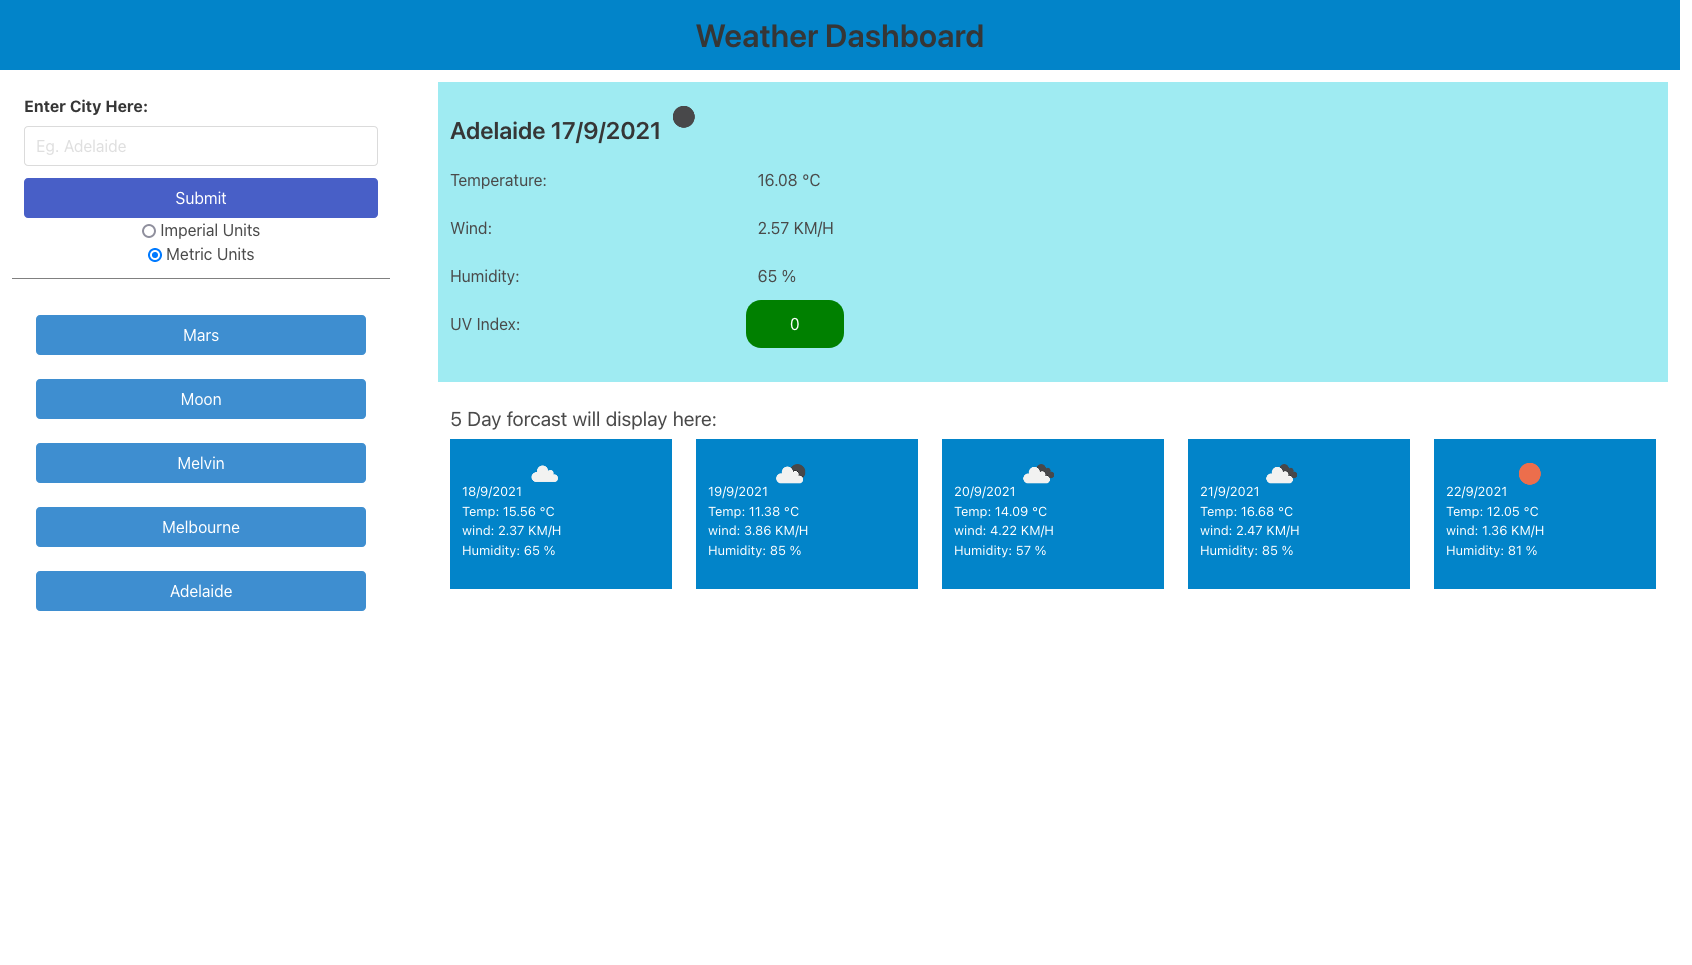 Weather Dashboard
Enter City Here:
Eg. Adelaide
Submit
Imperial Units
Metric Units
Mars
Moon
Melvin
Melbourne
Adelaide
Adelaide 17/9/2021
Temperature: 16.08 °C
Wind: 2.57 KM/H
Humidity: 65 %
UV Index: 0
5 Day forcast will display here:
18/9/2021
Temp: 15.56 °C
wind: 2.37 KM/H
Humidity: 65 %
19/9/2021
Temp: 11.38 °C
wind: 3.86 KM/H
Humidity: 85 %
20/9/2021
Temp: 14.09 °C
wind: 4.22 KM/H
Humidity: 57 %
21/9/2021
Temp: 16.68 °C
wind: 2.47 KM/H
Humidity: 85 %
22/9/2021
Temp: 12.05 °C
wind: 1.36 KM/H
Humidity: 81 %